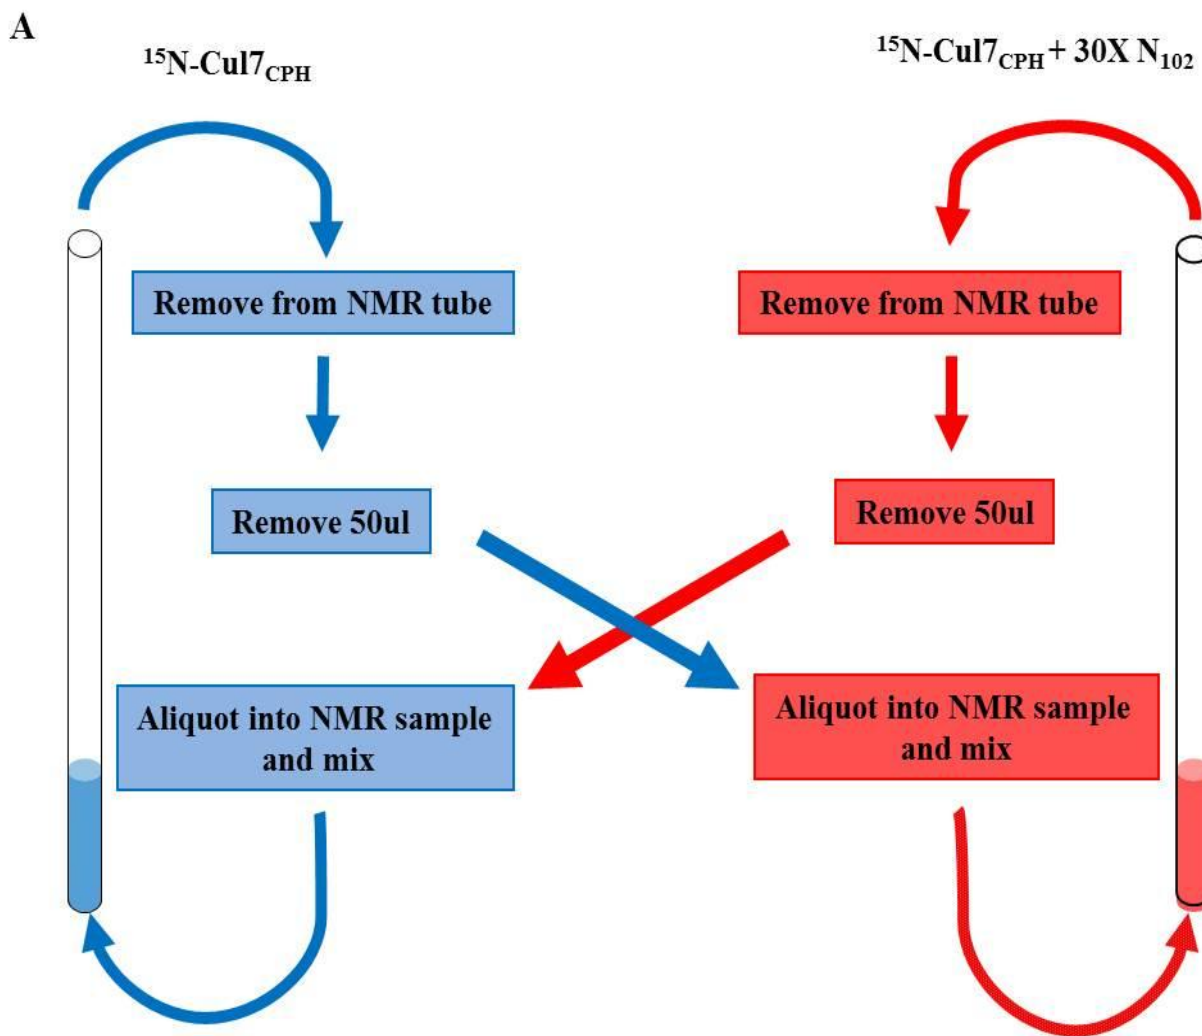 A
¹⁵N-Cul7CPH
¹⁵N-Cul7CPH + 30X N₁₀₂
Remove from NMR tube
Remove from NMR tube
Remove 50ul
Remove 50ul
Aliquot into NMR sample
and mix
Aliquot into NMR sample
and mix